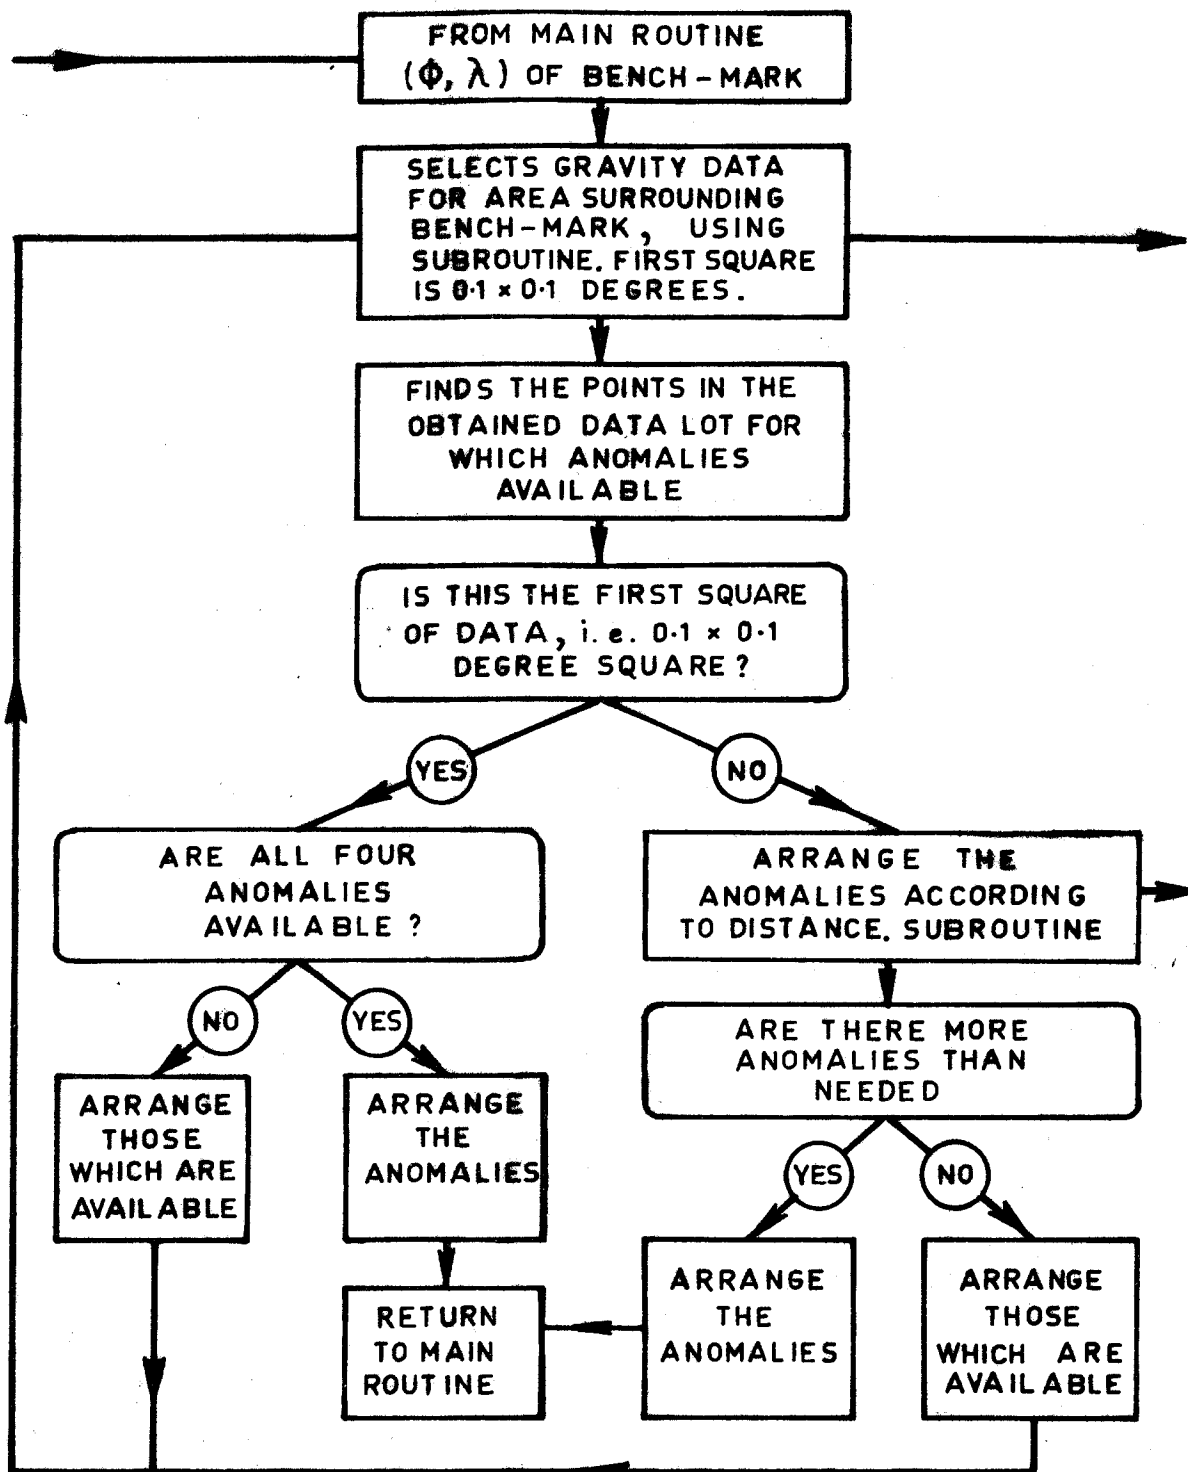 FROM MAIN ROUTINE
(Φ, λ) OF BENCH-MARK
SELECTS GRAVITY DATA
FOR AREA SURROUNDING
BENCH-MARK, USING
SUBROUTINE. FIRST SQUARE
IS 0·1 × 0·1 DEGREES.
FINDS THE POINTS IN THE
OBTAINED DATA LOT FOR
WHICH ANOMALIES
AVAILABLE
IS THIS THE FIRST SQUARE
OF DATA, i.e. 0·1 × 0·1
DEGREE SQUARE?
YES
NO
ARE ALL FOUR
ANOMALIES
AVAILABLE?
ARRANGE THE
ANOMALIES ACCORDING
TO DISTANCE. SUBROUTINE
NO
YES
ARE THERE MORE
ANOMALIES THAN
NEEDED
ARRANGE
THOSE
WHICH ARE
AVAILABLE
ARRANGE
THE
ANOMALIES
YES
NO
RETURN
TO MAIN
ROUTINE
ARRANGE
THE
ANOMALIES
ARRANGE
THOSE
WHICH ARE
AVAILABLE